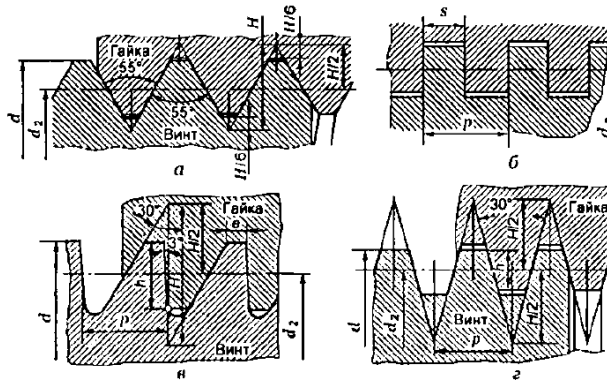 H
H/6
Гайка
55°
55°
H/2
d
d₂
Винт
H/6
а
s
p
d₂
б
30°
Гайка
e
3°
H/2
h
H
d
p
d₂
Винт
в
30°
Гайка
H/2
h
d
d₂
Винт
H/2
p
г